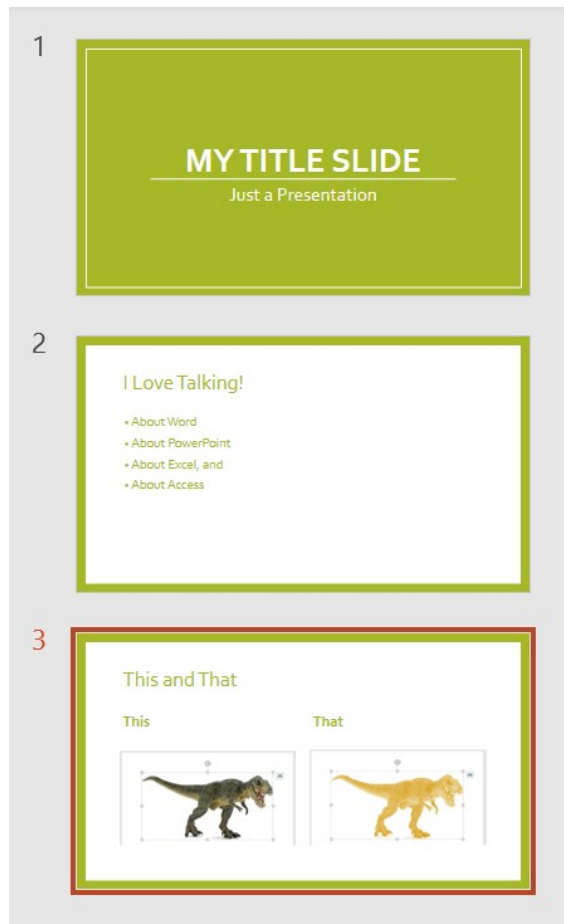 1
MY TITLE SLIDE
Just a Presentation
2
I Love Talking!
• About Word
• About PowerPoint
• About Excel, and
• About Access
3
This and That
This That